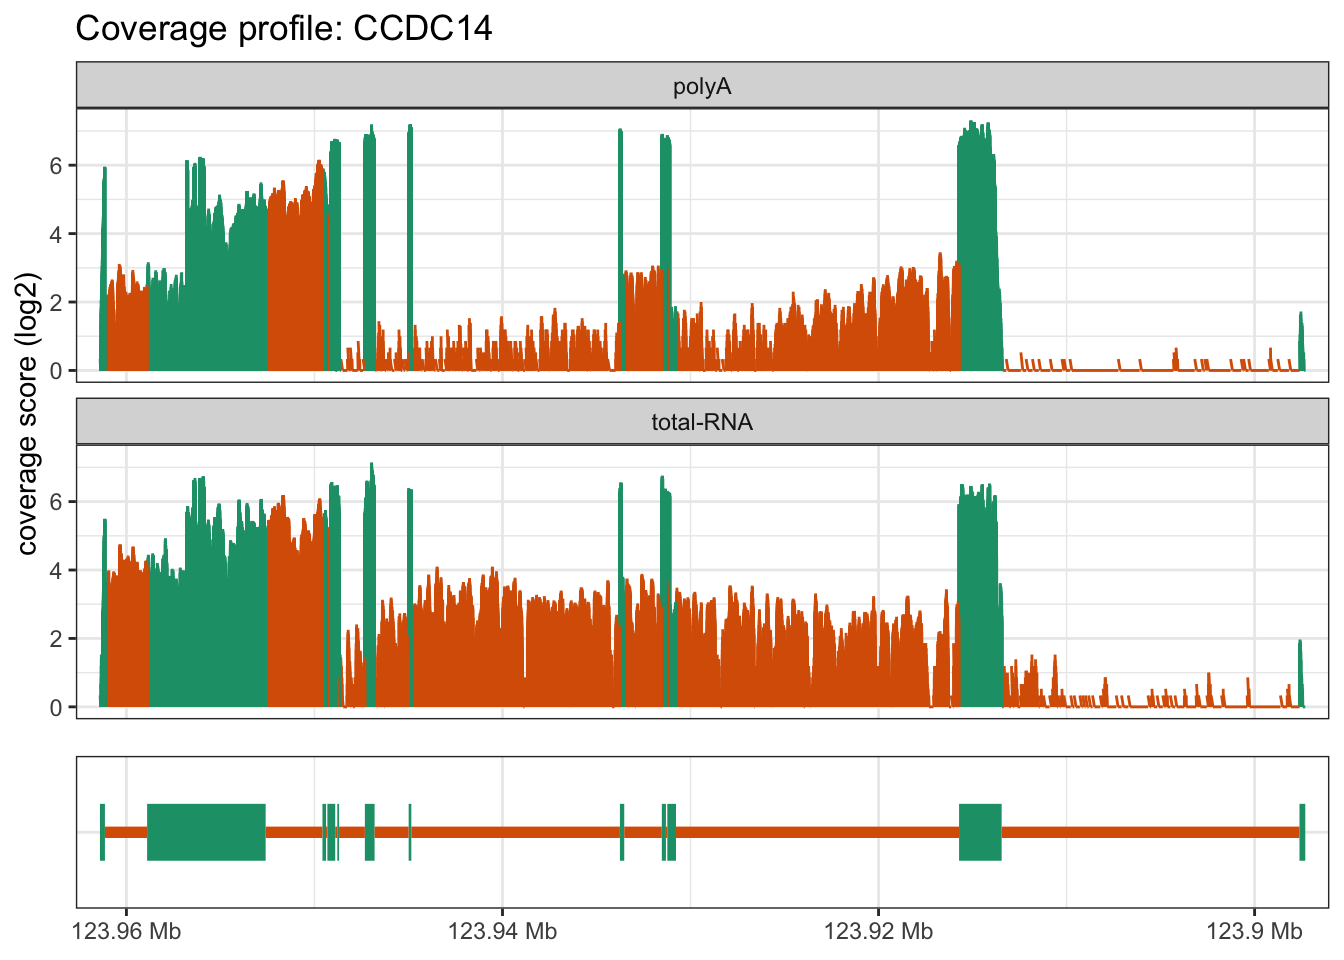 Coverage profile: CCDC14
polyA
6
4
2
0
total-RNA
6
4
2
0
coverage score (log2)
123.96 Mb
123.94 Mb
123.92 Mb
123.9 Mb